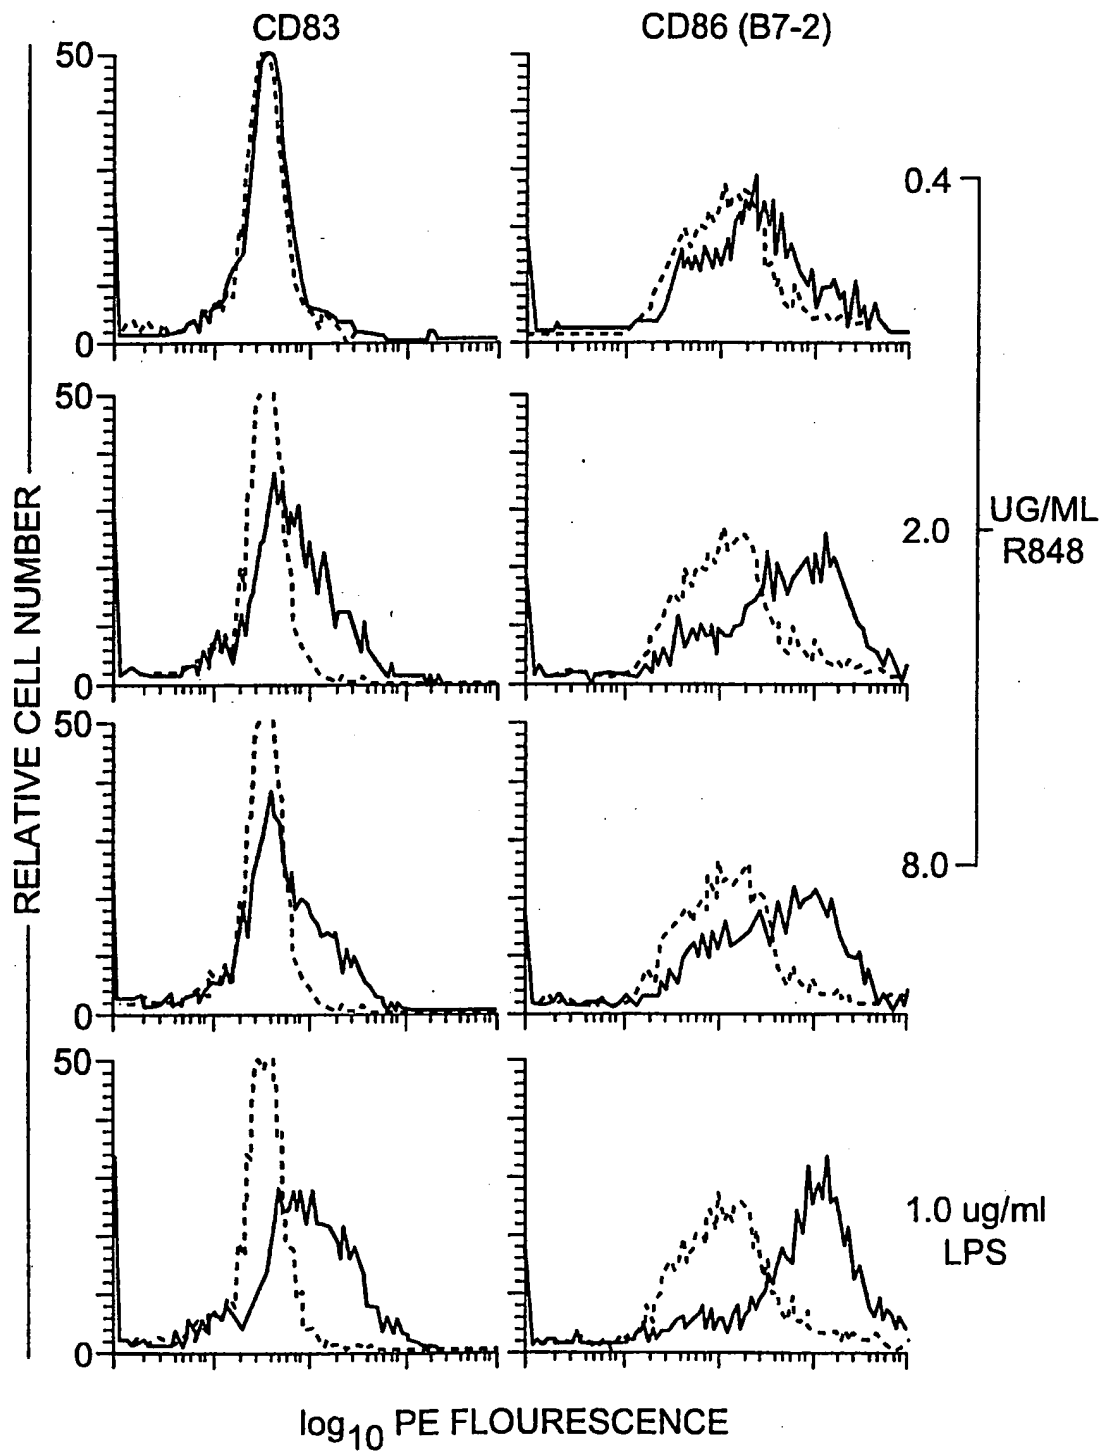 CD83
CD86 (B7-2)
50
0
0.4
50
0
2.0
UG/ML
R848
50
0
8.0
50
0
1.0 ug/ml
LPS
RELATIVE CELL NUMBER
log10 PE FLOURESCENCE